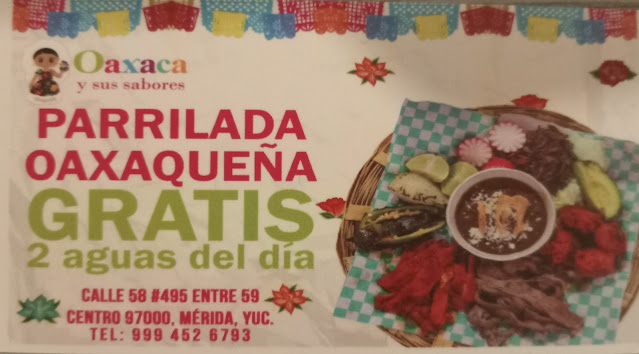 Oaxaca
y sus sabores
PARRILADA
OAXAQUEÑA
GRATIS
2 aguas del día
CALLE 58 #495 ENTRE 59
CENTRO 97000, MÉRIDA, YUC.
TEL: 999 452 6793